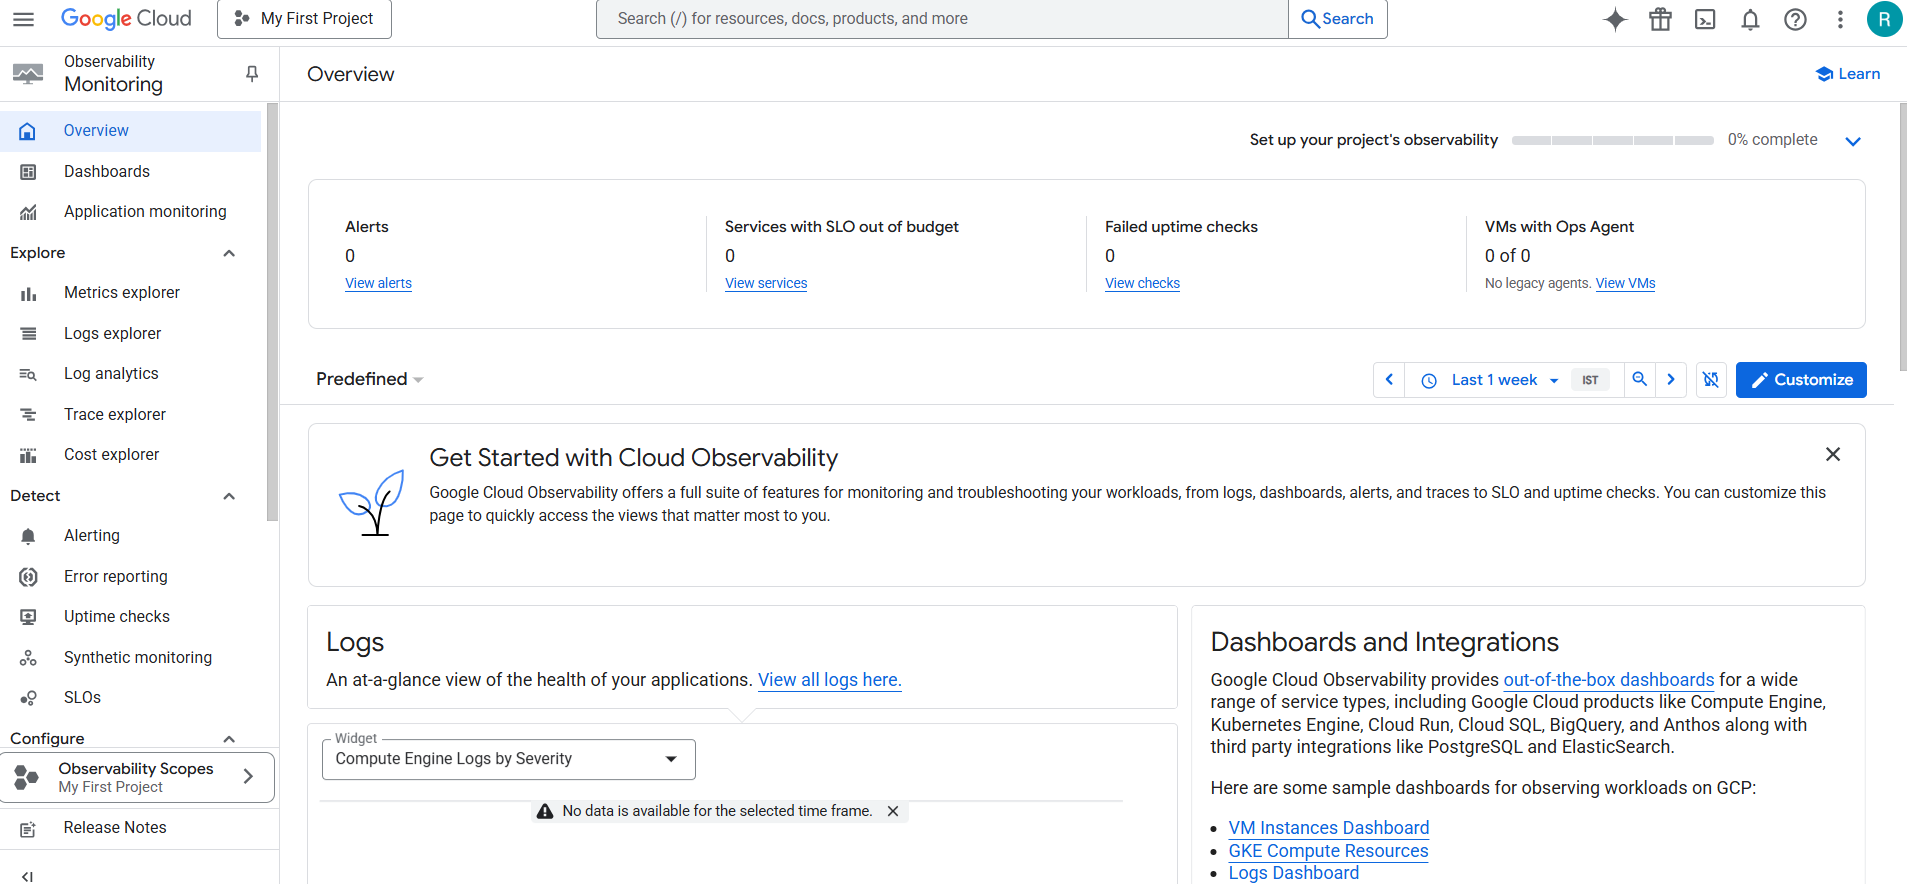 Google Cloud
My First Project
Search (/) for resources, docs, products, and more
Search
R
Observability
Monitoring
Overview
Learn
Overview
Dashboards
Application monitoring
Explore
Metrics explorer
Logs explorer
Log analytics
Trace explorer
Cost explorer
Detect
Alerting
Error reporting
Uptime checks
Synthetic monitoring
SLOs
Configure
Observability Scopes
My First Project
Release Notes
Set up your project's observability
0% complete
Alerts
0
View alerts
Services with SLO out of budget
0
View services
Failed uptime checks
0
View checks
VMs with Ops Agent
0 of 0
No legacy agents. View VMs
Predefined
Last 1 week
IST
Customize
Get Started with Cloud Observability
Google Cloud Observability offers a full suite of features for monitoring and troubleshooting your workloads, from logs, dashboards, alerts, and traces to SLO and uptime checks. You can customize this
page to quickly access the views that matter most to you.
Logs
An at-a-glance view of the health of your applications. View all logs here.
Widget
Compute Engine Logs by Severity
No data is available for the selected time frame.
Dashboards and Integrations
Google Cloud Observability provides out-of-the-box dashboards for a wide
range of service types, including Google Cloud products like Compute Engine,
Kubernetes Engine, Cloud Run, Cloud SQL, BigQuery, and Anthos along with
third party integrations like PostgreSQL and ElasticSearch.
Here are some sample dashboards for observing workloads on GCP:
• VM Instances Dashboard
• GKE Compute Resources
• Logs Dashboard